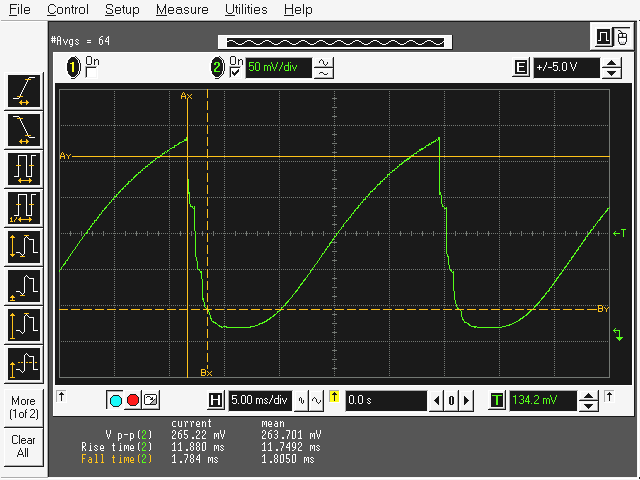 File Control Setup Measure Utilities Help
#Avgs = 64
1 On 2 On 50 mV/div E +/-5.0 V
Ax
Ay
T
By
Bx
1/
More
(1of 2)
H 5.00 ms/div 0.0 s 0 T 134.2 mV
Clear
All
current mean
V p-p(2) 265.22 mV 263.701 mV
Rise time(2) 11.880 ms 11.7492 ms
Fall time(2) 1.784 ms 1.8050 ms